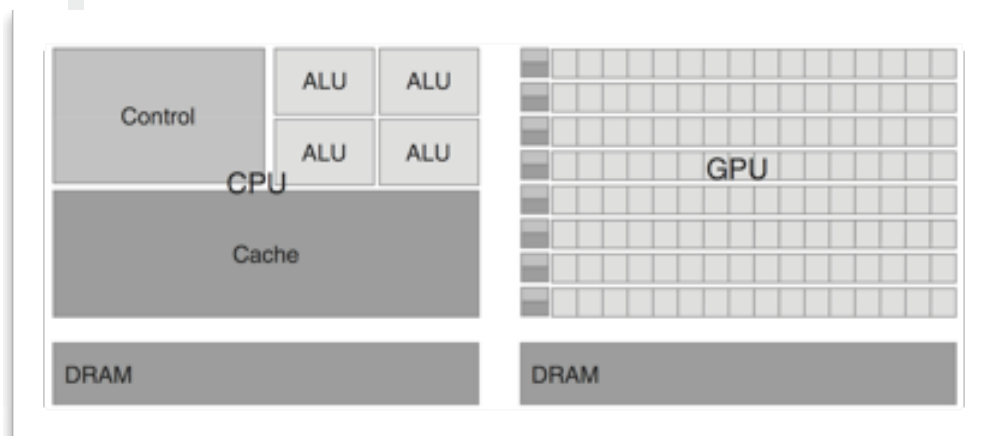 ALU ALU
Control
ALU ALU
CPU
Cache
DRAM
GPU
DRAM